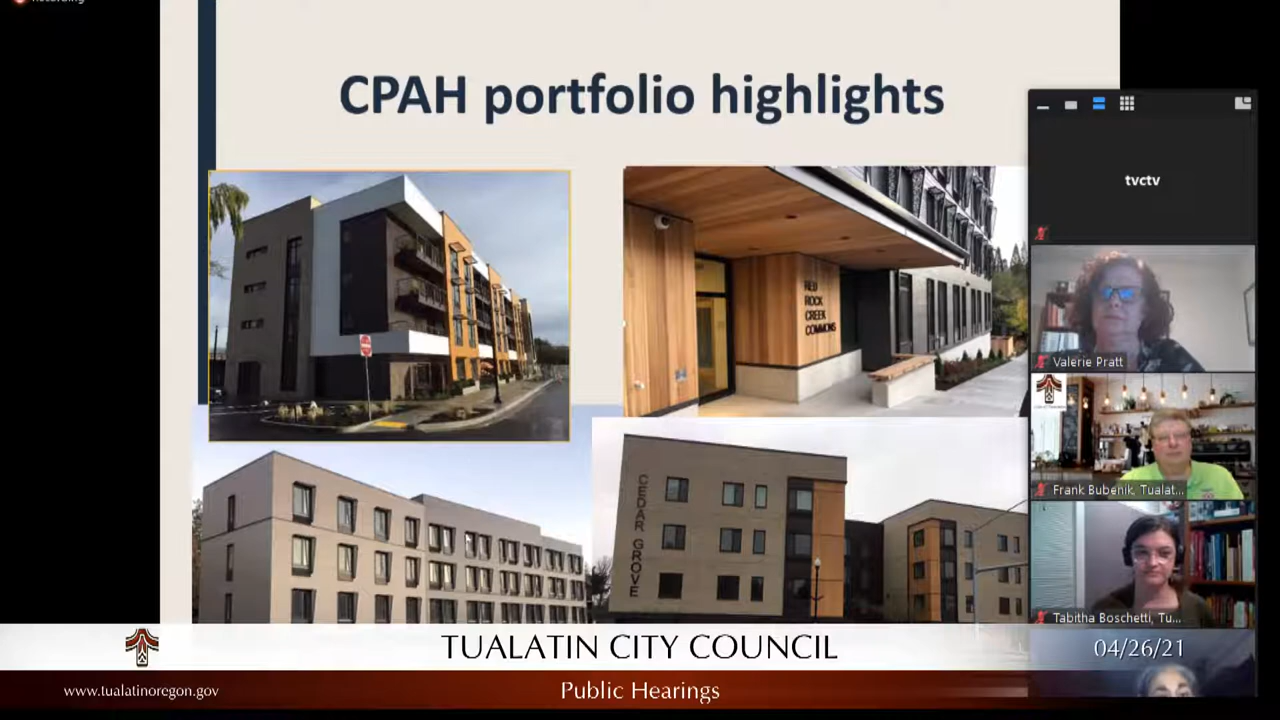 Recording
CPAH portfolio highlights
RED
ROCK
CREEK
COMMONS
CEDAR GROVE
tvctv
Valerie Pratt
Frank Bubenik, Tualat...
Tabitha Boschetti, Tu...
TUALATIN CITY COUNCIL
04/26/21
www.tualatinoregon.gov
Public Hearings